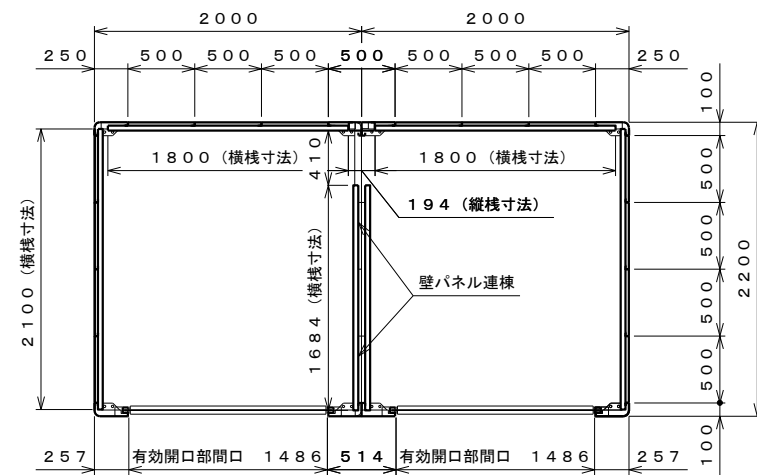 ２０００ ２０００
２５０ ５００ ５００ ５００ ５００ ５００ ５００ ５００ ２５０
１００
１８００（横桟寸法） ４１０ １８００（横桟寸法）
５００
１９４（縦桟寸法）
２１００（横桟寸法）
１６８４（横桟寸法）
壁パネル連棟
５００
２２００
５００
５００
１００
２５７ 有効開口部間口 １４８６ ５１４ 有効開口部間口 １４８６ ２５７